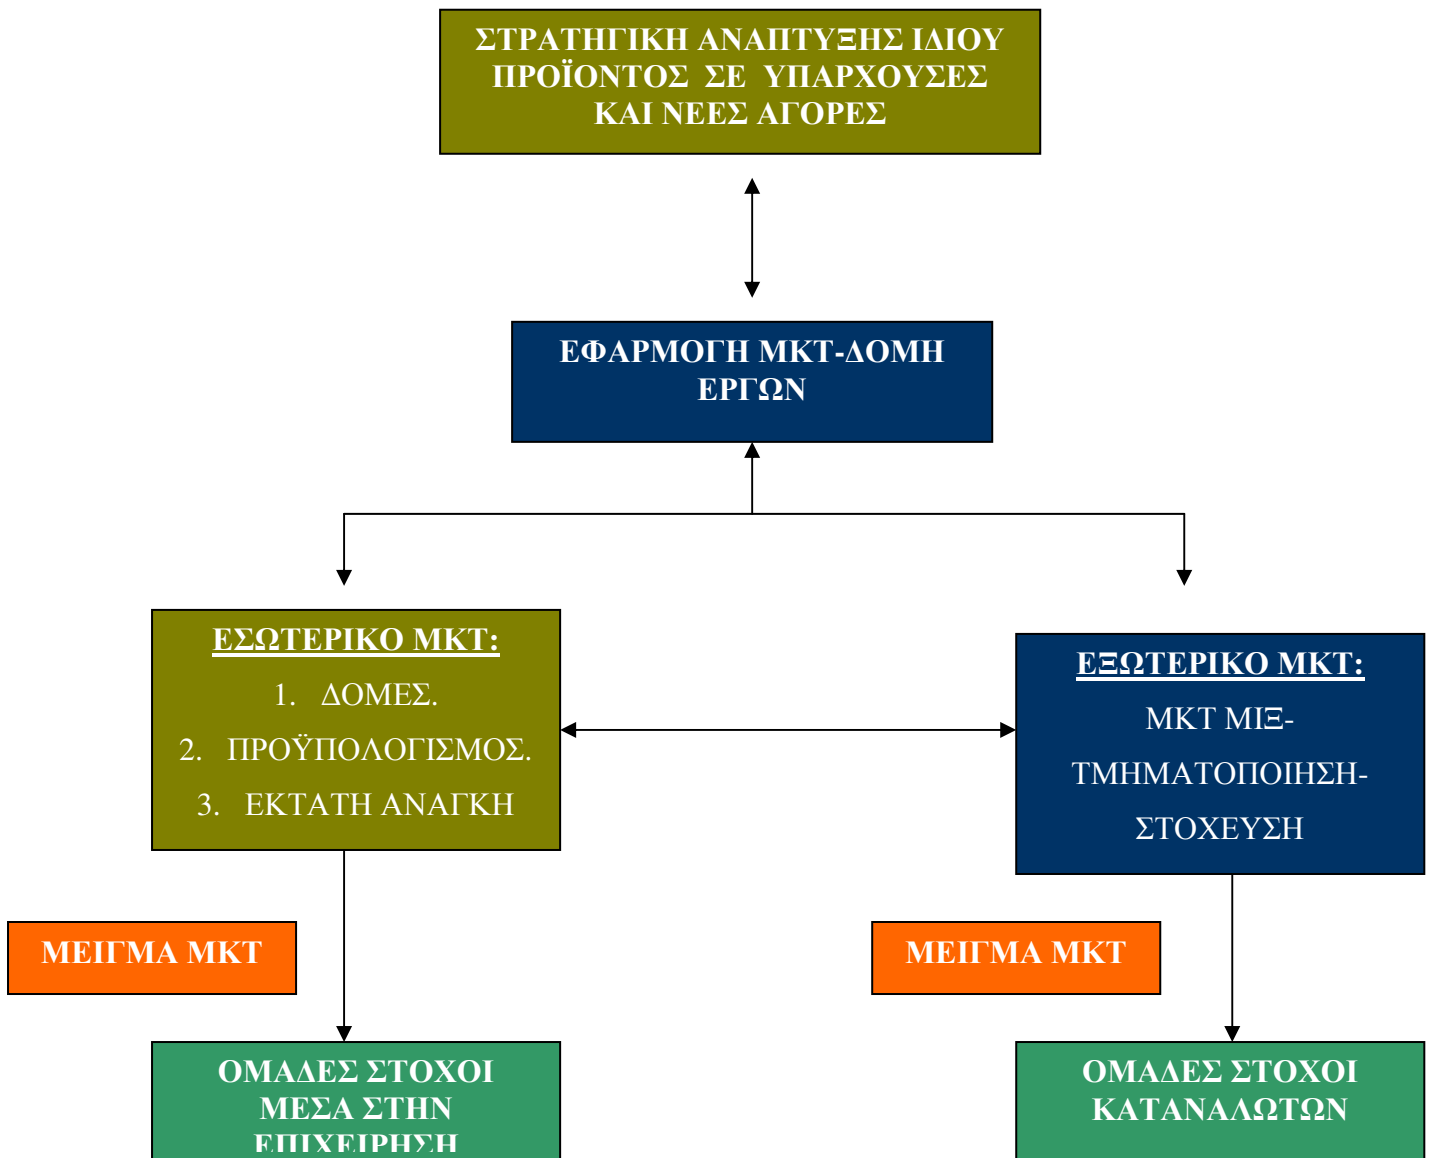 ΣΤΡΑΤΗΓΙΚΗ ΑΝΑΠΤΥΞΗΣ ΙΔΙΟΥ
ΠΡΟΪΟΝΤΟΣ ΣΕ ΥΠΑΡΧΟΥΣΕΣ
ΚΑΙ ΝΕΕΣ ΑΓΟΡΕΣ
ΕΦΑΡΜΟΓΗ ΜΚΤ-ΔΟΜΗ
ΕΡΓΩΝ
ΕΣΩΤΕΡΙΚΟ ΜΚΤ:
1. ΔΟΜΕΣ.
2. ΠΡΟΫΠΟΛΟΓΙΣΜΟΣ.
3. ΕΚΤΑΤΗ ΑΝΑΓΚΗ
ΕΞΩΤΕΡΙΚΟ ΜΚΤ:
ΜΚΤ ΜΙΞ-
ΤΜΗΜΑΤΟΠΟΙΗΣΗ-
ΣΤΟΧΕΥΣΗ
ΜΕΙΓΜΑ ΜΚΤ
ΜΕΙΓΜΑ ΜΚΤ
ΟΜΑΔΕΣ ΣΤΟΧΟΙ
ΜΕΣΑ ΣΤΗΝ
ΕΠΙΧΕΙΡΗΣΗ
ΟΜΑΔΕΣ ΣΤΟΧΟΙ
ΚΑΤΑΝΑΛΩΤΩΝ